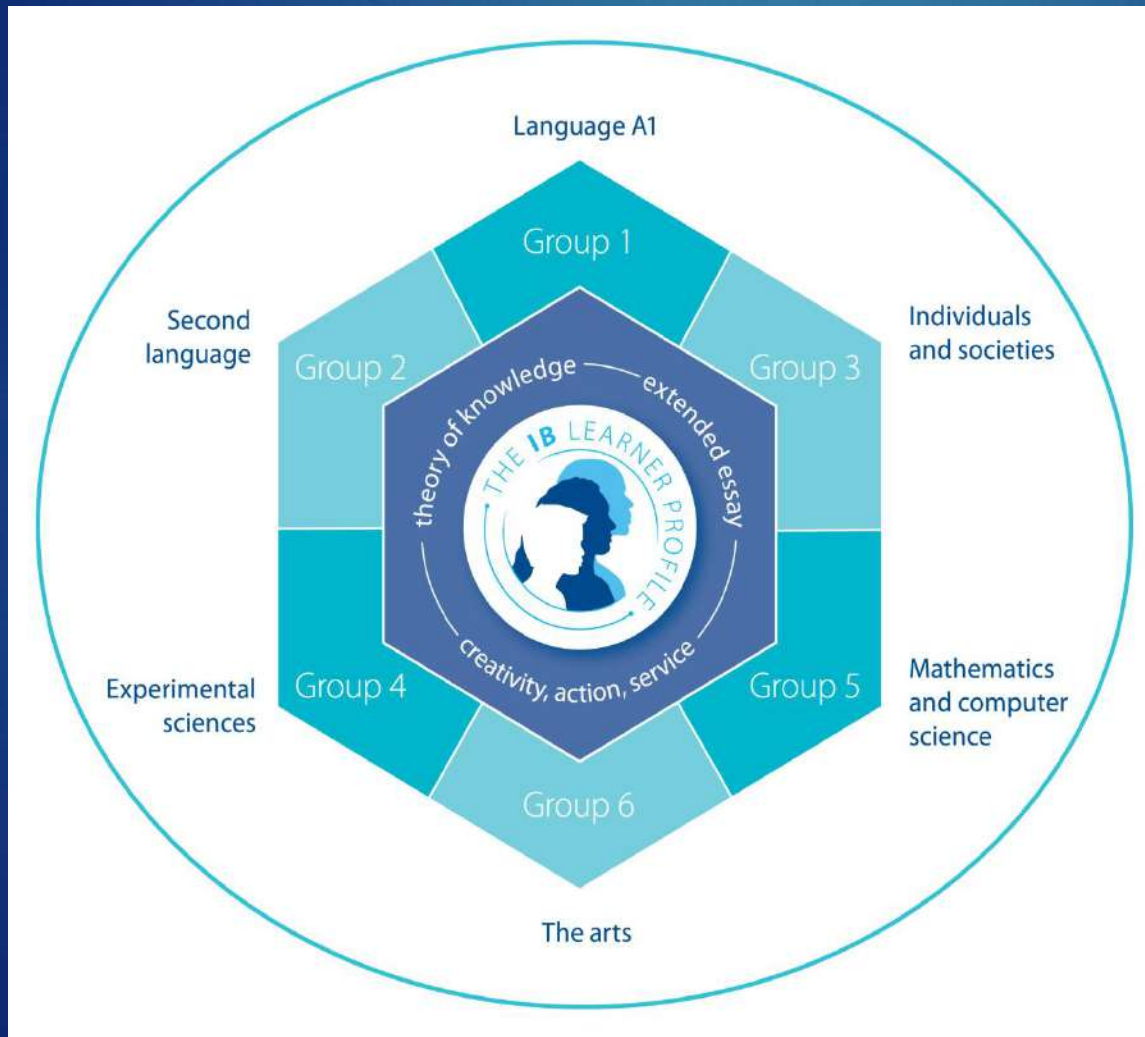 Language A1
Group 1
Second
language
Group 2
Individuals
and societies
Group 3
theory of knowledge
extended essay
THE IB LEARNER PROFILE
creativity, action, service
Experimental
sciences
Group 4
Group 5
Mathematics
and computer
science
Group 6
The arts